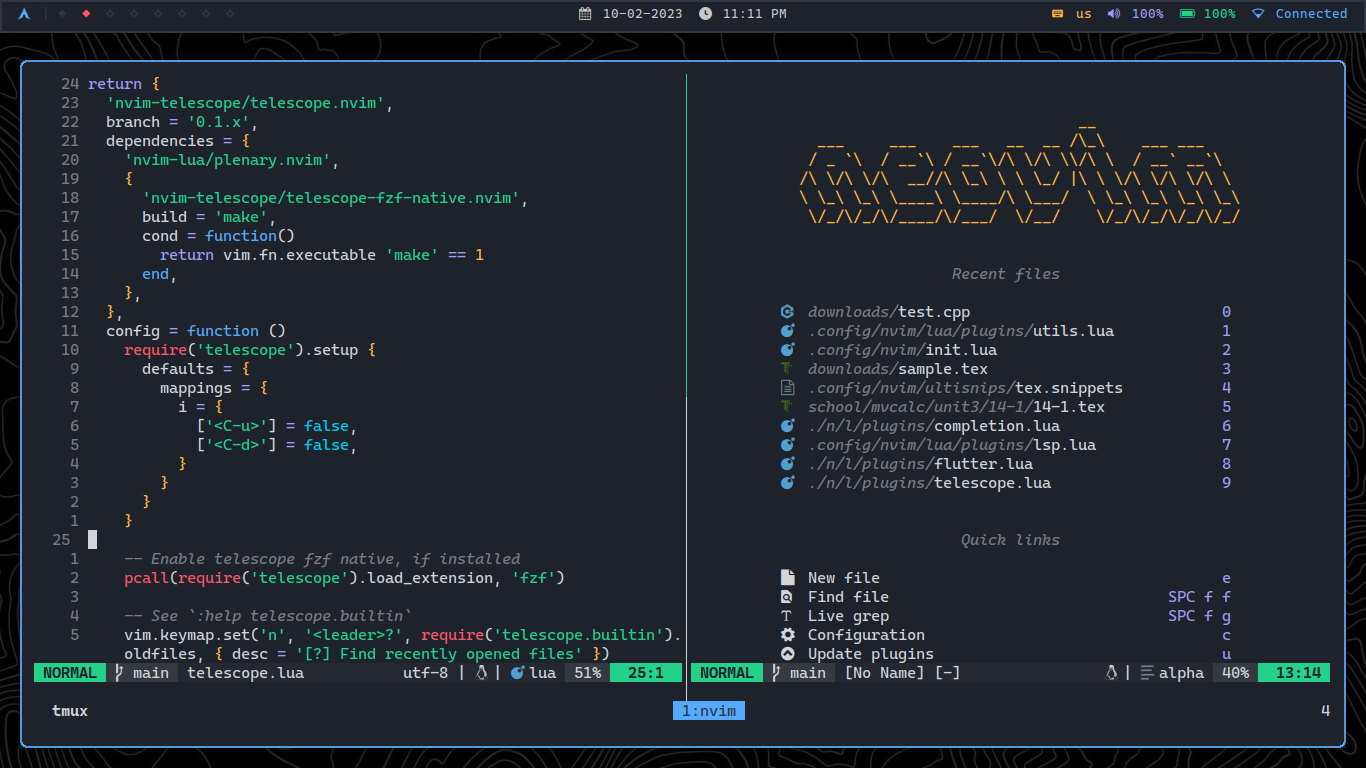 10-02-2023 11:11 PM us 100% 100% Connected
24 return {
23 'nvim-telescope/telescope.nvim',
22 branch = '0.1.x',
21 dependencies = {
20 'nvim-lua/plenary.nvim',
19 {
18 'nvim-telescope/telescope-fzf-native.nvim',
17 build = 'make',
16 cond = function()
15 return vim.fn.executable 'make' == 1
14 end,
13 },
12 },
11 config = function ()
10 require('telescope').setup {
9 defaults = {
8 mappings = {
7 i = {
6 ['<C-u>'] = false,
5 ['<C-d>'] = false,
4 }
3 }
2 }
1 }
25
1 -- Enable telescope fzf native, if installed
2 pcall(require('telescope').load_extension, 'fzf')
3
4 -- See `:help telescope.builtin`
5 vim.keymap.set('n', '<leader>?', require('telescope.builtin').
oldfiles, { desc = '[?] Find recently opened files' })
NORMAL main telescope.lua utf-8 | | lua 51% 25:1
neovim
Recent files
downloads/test.cpp 0
.config/nvim/lua/plugins/utils.lua 1
.config/nvim/init.lua 2
downloads/sample.tex 3
.config/nvim/ultisnips/tex.snippets 4
school/mvcalc/unit3/14-1/14-1.tex 5
./n/l/plugins/completion.lua 6
.config/nvim/lua/plugins/lsp.lua 7
./n/l/plugins/flutter.lua 8
./n/l/plugins/telescope.lua 9
Quick links
New file e
Find file SPC f f
Live grep SPC f g
Configuration c
Update plugins u
NORMAL main [No Name] [-] | alpha 40% 13:14
tmux 1:nvim 4